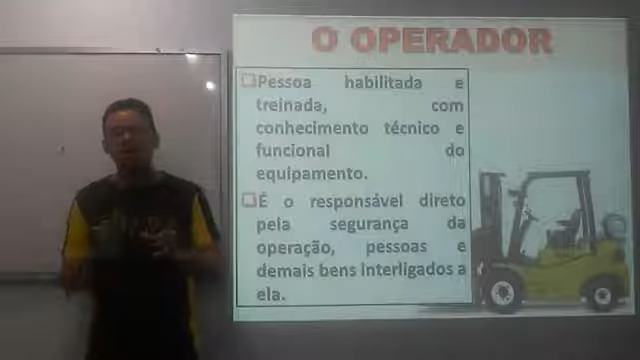 O OPERADOR
Pessoa habilitada e
treinada, com
conhecimento técnico e
funcional do
equipamento.
É o responsável direto
pela segurança da
operação, pessoas e
demais bens interligados a
ela.